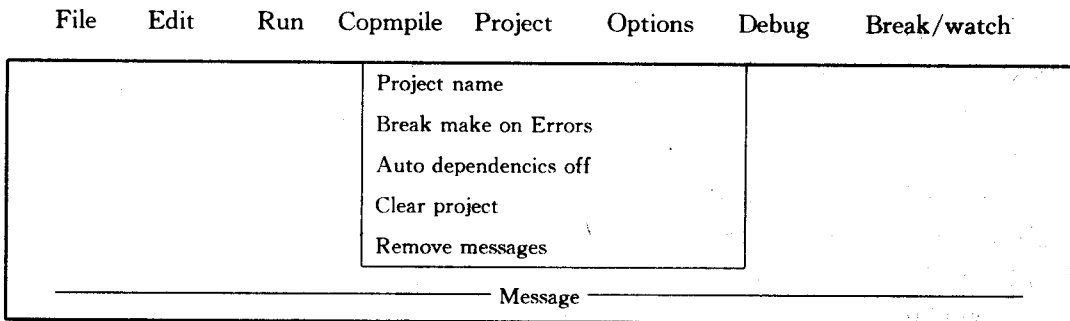 File Edit Run Copmpile Project Options Debug Break/watch
Project name
Break make on Errors
Auto dependencics off
Clear project
Remove messages
Message